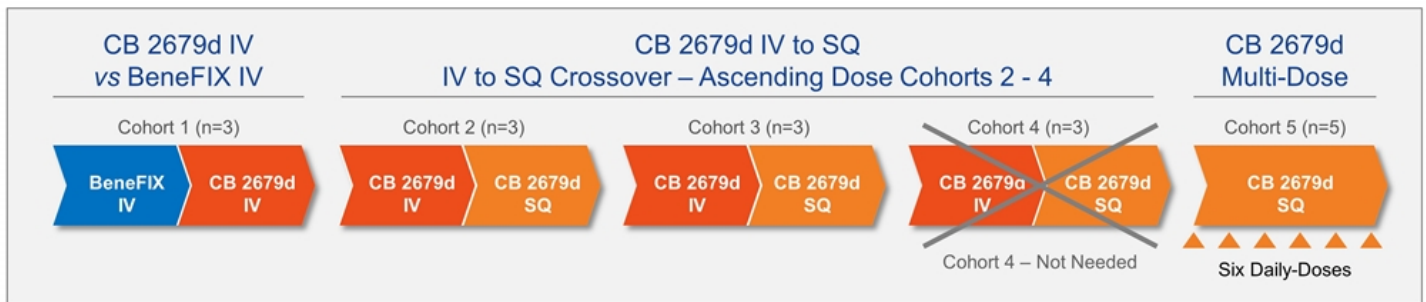 CB 2679d IV
vs BeneFIX IV
CB 2679d IV to SQ
IV to SQ Crossover – Ascending Dose Cohorts 2 - 4
CB 2679d
Multi-Dose
Cohort 1 (n=3)
Cohort 2 (n=3)
Cohort 3 (n=3)
Cohort 4 (n=3)
Cohort 5 (n=5)
BeneFIX
IV
CB 2679d
IV
CB 2679d
IV
CB 2679d
SQ
CB 2679d
IV
CB 2679d
SQ
CB 2679d
IV
CB 2679d
SQ
CB 2679d
SQ
Cohort 4 – Not Needed
Six Daily-Doses